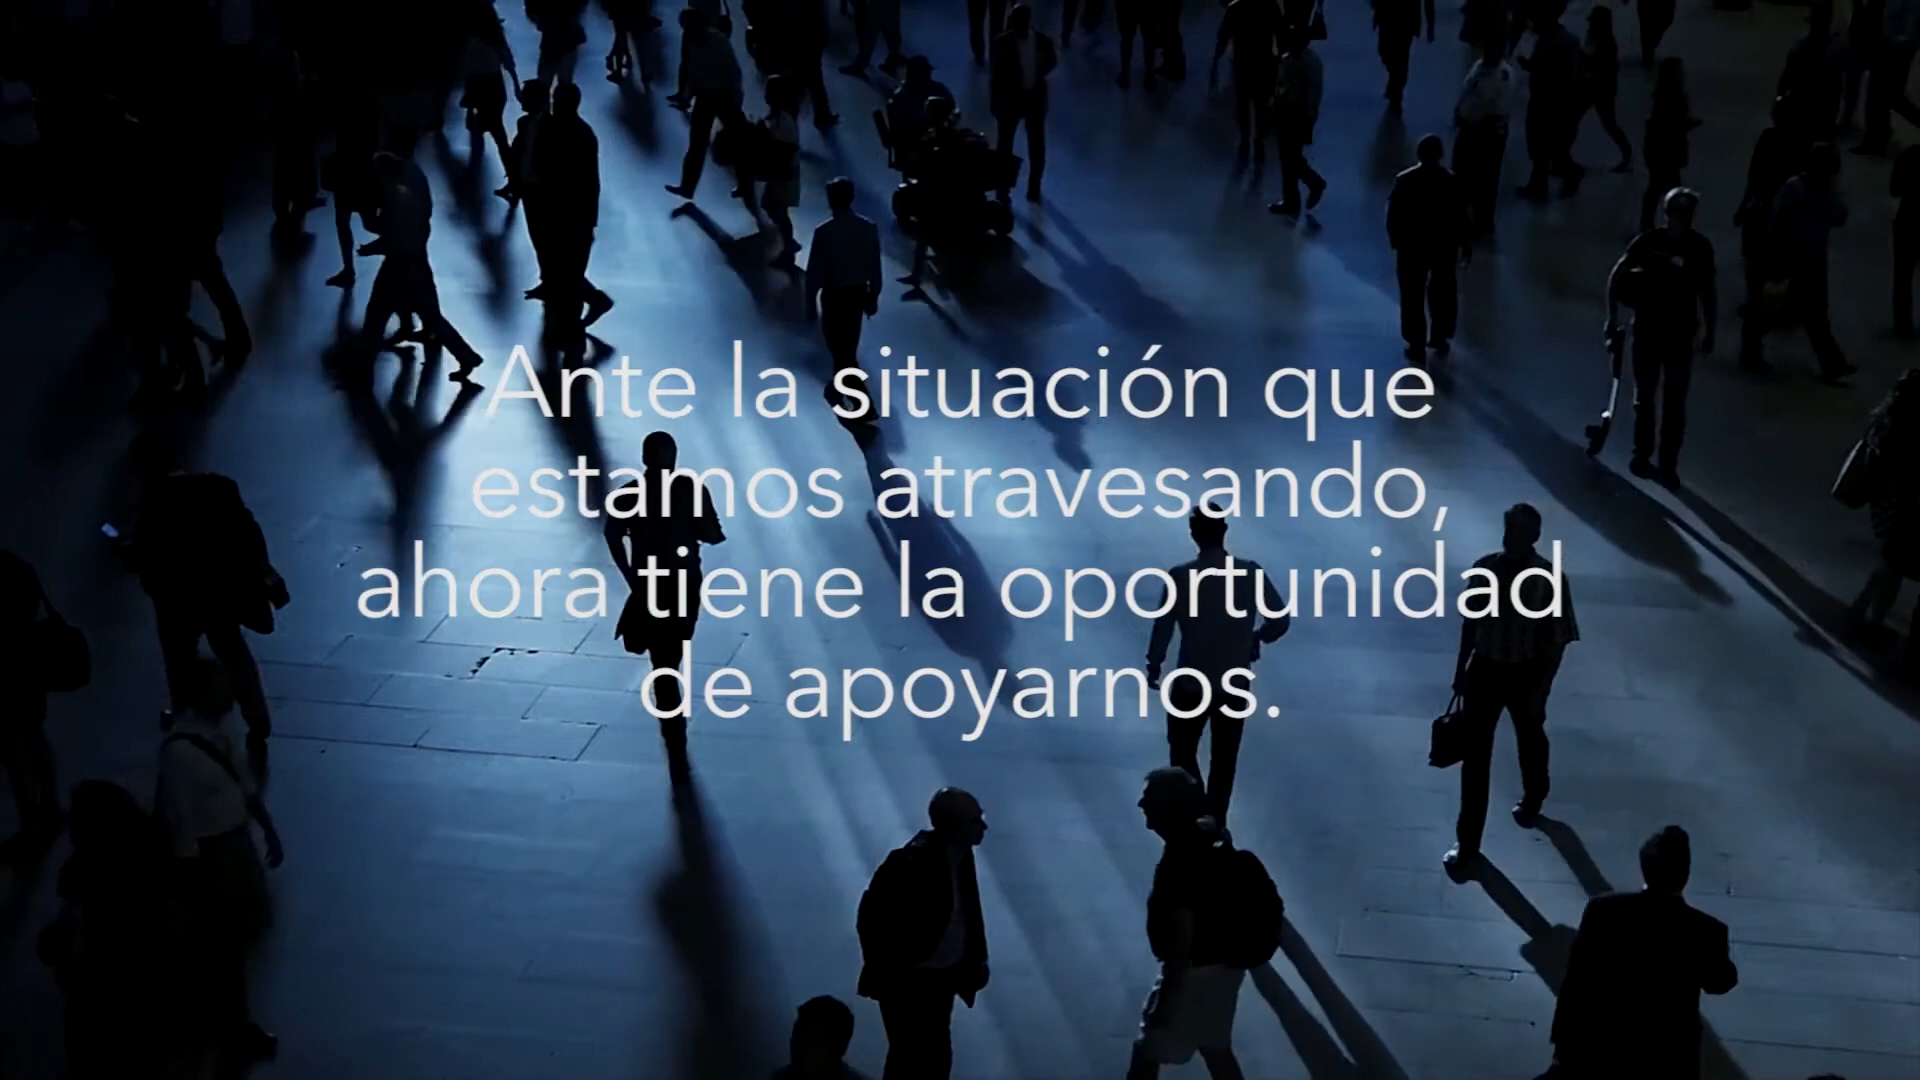 Ante la situación que
estamos atravesando,
ahora tiene la oportunidad
de apoyarnos.